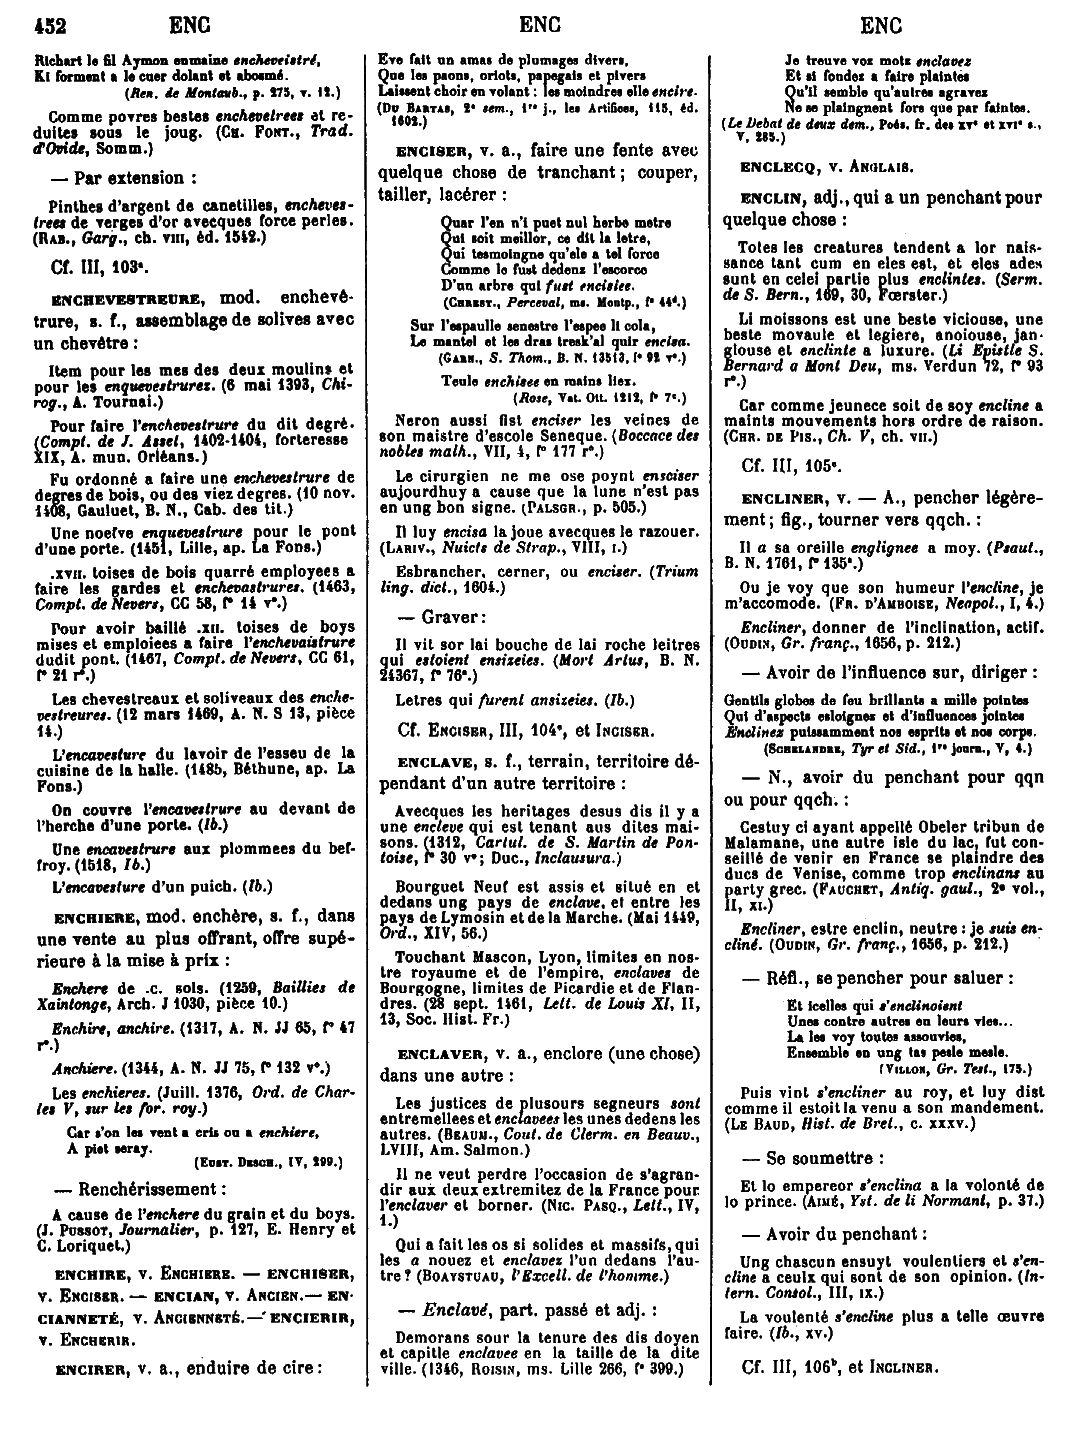 452 ENC ENC ENC
Richart le fil Aymon enmaine encheveistré,
Ki forment a le cuer dolant et abosmé.
(Ren. de Montaub., p. 275, v. 12.)
Comme povres bestes enchevetrees et re-
duites sous le joug. (CH. FONT., Trad.
d'Ovide, Somm.)
— Par extension :
Pinthes d'argent de canetilles, encheves-
trees de verges d'or avecques force perles.
(RAB., Garg., ch. VIII, éd. 1542.)
Cf. III, 103ª.
ENCHEVESTREURE, mod. enchevê-
trure, s. f., assemblage de solives avec
un chevêtre :
Item pour les mes des deux moulins et
pour les enquevestrures. (6 mai 1393, Chi-
rog., A. Tournai.)
Pour faire l'enchevestrure du dit degré.
(Compt. de J. Assel, 1402-1404, forteresse
XIX, A. mun. Orléans.)
Fu ordonné a faire une enchevestrure de
degres de bois, ou des viez degres. (10 nov.
1408, Gauluet, B. N., Cab. des tit.)
Une noefve enquevestrure pour le pont
d'une porte. (1451, Lille, ap. La Fons.)
.XVII. toises de bois quarré employees a
faire les gardes et enchevastrures. (1463,
Compt. de Nevers, CC 58, f° 14 v°.)
Pour avoir baillé .XII. toises de boys
mises et emploiees a faire l'enchevaistrure
dudit pont. (1467, Compt. de Nevers, CC 61,
f° 21 r°.)
Les chevestreaux et soliveaux des enche-
vestreures. (12 mars 1469, A. N. S 13, pièce
14.)
L'encavesture du lavoir de l'esseu de la
cuisine de la halle. (1485, Béthune, ap. La
Fons.)
On couvre l'encavestrure au devant de
l'herche d'une porte. (Ib.)
Une encavestrure aux plommees du bef-
froy. (1518, Ib.)
L'encavesture d'un puich. (Ib.)
ENCHIERE, mod. enchère, s. f., dans
une vente au plus offrant, offre supé-
rieure à la mise à prix :
Enchere de .c. sols. (1259, Baillies de
Xaintonge, Arch. J 1030, pièce 10.)
Enchire, anchire. (1317, A. N. JJ 65, f° 47
r°.)
Anchiere. (1344, A. N. JJ 75, f° 132 v°.)
Les enchieres. (Juill. 1376, Ord. de Char-
les V, sur les for. roy.)
Car s'on les vent a cris ou a enchiere,
A piet seray.
(EUST. DESCH., IV, 299.)
— Renchérissement :
A cause de l'enchere du grain et du boys.
(J. PUSSOT, Journalier, p. 127, E. Henry et
C. Loriquet.)
ENCHIRE, V. ENCHIERE. — ENCHISER,
V. ENCISER. — ENCIAN, V. ANCIEN. — EN-
CIANNETÉ, V. ANCIENNETÉ. — ENCIERIR,
V. ENCHERIR.
ENCIRER, v. a., enduire de cire :
Eve fait un amas de plumages divers,
Que les paons, oriots, papegais et pivers
Laissent choir en volant : les moindres elle encire.
(DU BARTAS, 2ᵉ sem., 1ʳᵉ j., les Artifices, 115, éd.
1602.)
ENCISER, v. a., faire une fente avec
quelque chose de tranchant ; couper,
tailler, lacérer :
Quar l'en n'i puet nul herbe metre
Qui soit meillor, ce dit la letre,
Qui tesmoingne qu'ele a tel force
Comme le fust dedenz l'escorce
D'un arbre qui fust encisiee.
(CHREST., Perceval, ms. Montp., f° 44ᵈ.)
Sur l'espaulle senestre l'espee li cola,
Le mantel et les dras tresk'al quir encisa.
(GARN., S. Thom., B. N. 13513, f° 92 r°.)
Teule enchisee en mains liex.
(Rose, Vat. Ott. 1212, f° 7ᶜ.)
Neron aussi fist enciser les veines de
son maistre d'escole Seneque. (Boccace des
nobles malh., VII, 4, f° 177 r°.)
Le cirurgien ne me ose poynt ensciser
aujourdhuy a cause que la lune n'est pas
en ung bon signe. (PALSGR., p. 505.)
Il luy encisa la joue avecques le razouer.
(LARIV., Nuicts de Strap., VIII, I.)
Esbrancher, cerner, ou enciser. (Trium
ling. dict., 1604.)
— Graver :
Il vit sor lai bouche de lai roche leitres
qui estoient ensizeies. (Mort Artus, B. N.
24367, f° 76ᵃ.)
Letres qui furent ansizeies. (Ib.)
Cf. ENCISER, III, 104ᵃ, et INCISER.
ENCLAVE, s. f., terrain, territoire dé-
pendant d'un autre territoire :
Avecques les heritages desus dis il y a
une encleve qui est tenant aus dites mai-
sons. (1312, Cartul. de S. Martin de Pon-
toise, f° 30 v° ; Duc., Inclausura.)
Bourguet Neuf est assis et situé en et
dedans ung pays de enclave, et entre les
pays de Lymosin et de la Marche. (Mai 1449,
Ord., XIV, 56.)
Touchant Mascon, Lyon, limites en nos-
tre royaume et de l'empire, enclaves de
Bourgogne, limites de Picardie et de Flan-
dres. (28 sept. 1461, Lett. de Louis XI, II,
13, Soc. Hist. Fr.)
ENCLAVER, v. a., enclore (une chose)
dans une autre :
Les justices de plusours segneurs sont
entremellees et enclavees les unes dedens les
autres. (BEAUM., Cout. de Clerm. en Beauv.,
LVIII, Am. Salmon.)
Il ne veut perdre l'occasion de s'agran-
dir aux deux extremitez de la France pour
l'enclaver et borner. (NIC. PASQ., Lett., IV,
1.)
Qui a fait les os si solides et massifs, qui
les a nouez et enclavez l'un dedans l'au-
tre ? (BOAYSTUAU, l'Excell. de l'homme.)
— Enclavé, part. passé et adj. :
Demorans sour la tenure des dis doyen
et capitle enclavee en la taille de la dite
ville. (1346, ROISIN, ms. Lille 266, f° 399.)
Je treuve voz motz enclavez
Et si fondez a faire plaintes
Qu'il semble qu'aultres agravez
Ne se plaingnent fors que par faintes.
(Le Debat de deux dem., Poés. fr. des XVᵉ et XVIᵉ s.,
V, 285.)
ENCLECQ, V. ANGLAIS.
ENCLIN, adj., qui a un penchant pour
quelque chose :
Totes les creatures tendent a lor nais-
sance tant cum en eles est, et eles ades
sunt en celei partie plus enclintes. (Serm.
de S. Bern., 169, 30, Fœrster.)
Li moissons est une beste viciouse, une
beste movaule et legiere, anoiouse, jan-
glouse et enclinte a luxure. (Li Epistle S.
Bernard a Mont Deu, ms. Verdun 72, f° 93
r°.)
Car comme jeunece soit de soy encline a
maints mouvements hors ordre de raison.
(CHR. DE PIS., Ch. V, ch. VII.)
Cf. III, 105ᵉ.
ENCLINER, v. — A., pencher légère-
ment ; fig., tourner vers qqch. :
Il a sa oreille englignee a moy. (Psaut.,
B. N. 1761, f° 135ᵃ.)
Ou je voy que son humeur l'encline, je
m'accomode. (FR. D'AMBOISE, Neapol., I, 4.)
Encliner, donner de l'inclination, actif.
(OUDIN, Gr. franç., 1656, p. 212.)
— Avoir de l'influence sur, diriger :
Gentils globes de feu brillants a mille pointes
Qui d'aspects esloignes et d'influences jointes
Enclinez puissamment nos esprits et nos corps.
(SCHELANDRE, Tyr et Sid., 1ʳᵉ journ., V, 4.)
— N., avoir du penchant pour qqn
ou pour qqch. :
Cestuy ci ayant appellé Obeler tribun de
Malamane, une autre isle du lac, fut con-
seillé de venir en France se plaindre des
ducs de Venise, comme trop enclinans au
party grec. (FAUCHET, Antiq. gaul., 2ᵉ vol.,
II, XI.)
Encliner, estre enclin, neutre : je suis en-
cliné. (OUDIN, Gr. franç., 1656, p. 212.)
— Réfl., se pencher pour saluer :
Et icelles qui s'enclinoient
Unes contre autres en leurs vies...
La les voy toutes assouvies,
Ensemble en ung tas pesle mesle.
(VILLON, Gr. Test., 175.)
Puis vint s'encliner au roy, et luy dist
comme il estoit la venu a son mandement.
(LE BAUD, Hist. de Bret., c. XXXV.)
— Se soumettre :
Et lo empereor s'enclina a la volonté de
lo prince. (AIMÉ, Yst. de li Normant, p. 37.)
— Avoir du penchant :
Ung chascun ensuyt voulentiers et s'en-
cline a ceulx qui sont de son opinion. (In-
tern. Consol., III, IX.)
La voulenté s'encline plus a telle œuvre
faire. (Ib., XV.)
Cf. III, 106ᵇ, et INCLINER.